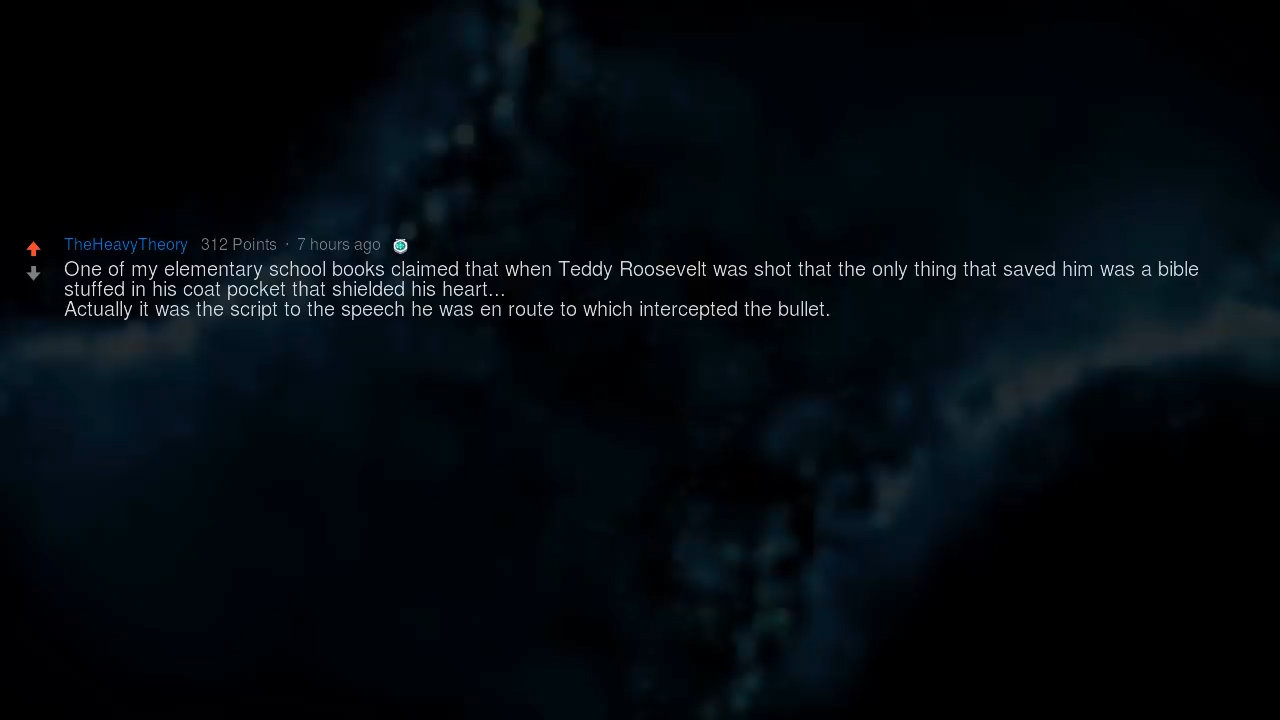 TheHeavyTheory 312 Points · 7 hours ago
One of my elementary school books claimed that when Teddy Roosevelt was shot that the only thing that saved him was a bible
stuffed in his coat pocket that shielded his heart...
Actually it was the script to the speech he was en route to which intercepted the bullet.